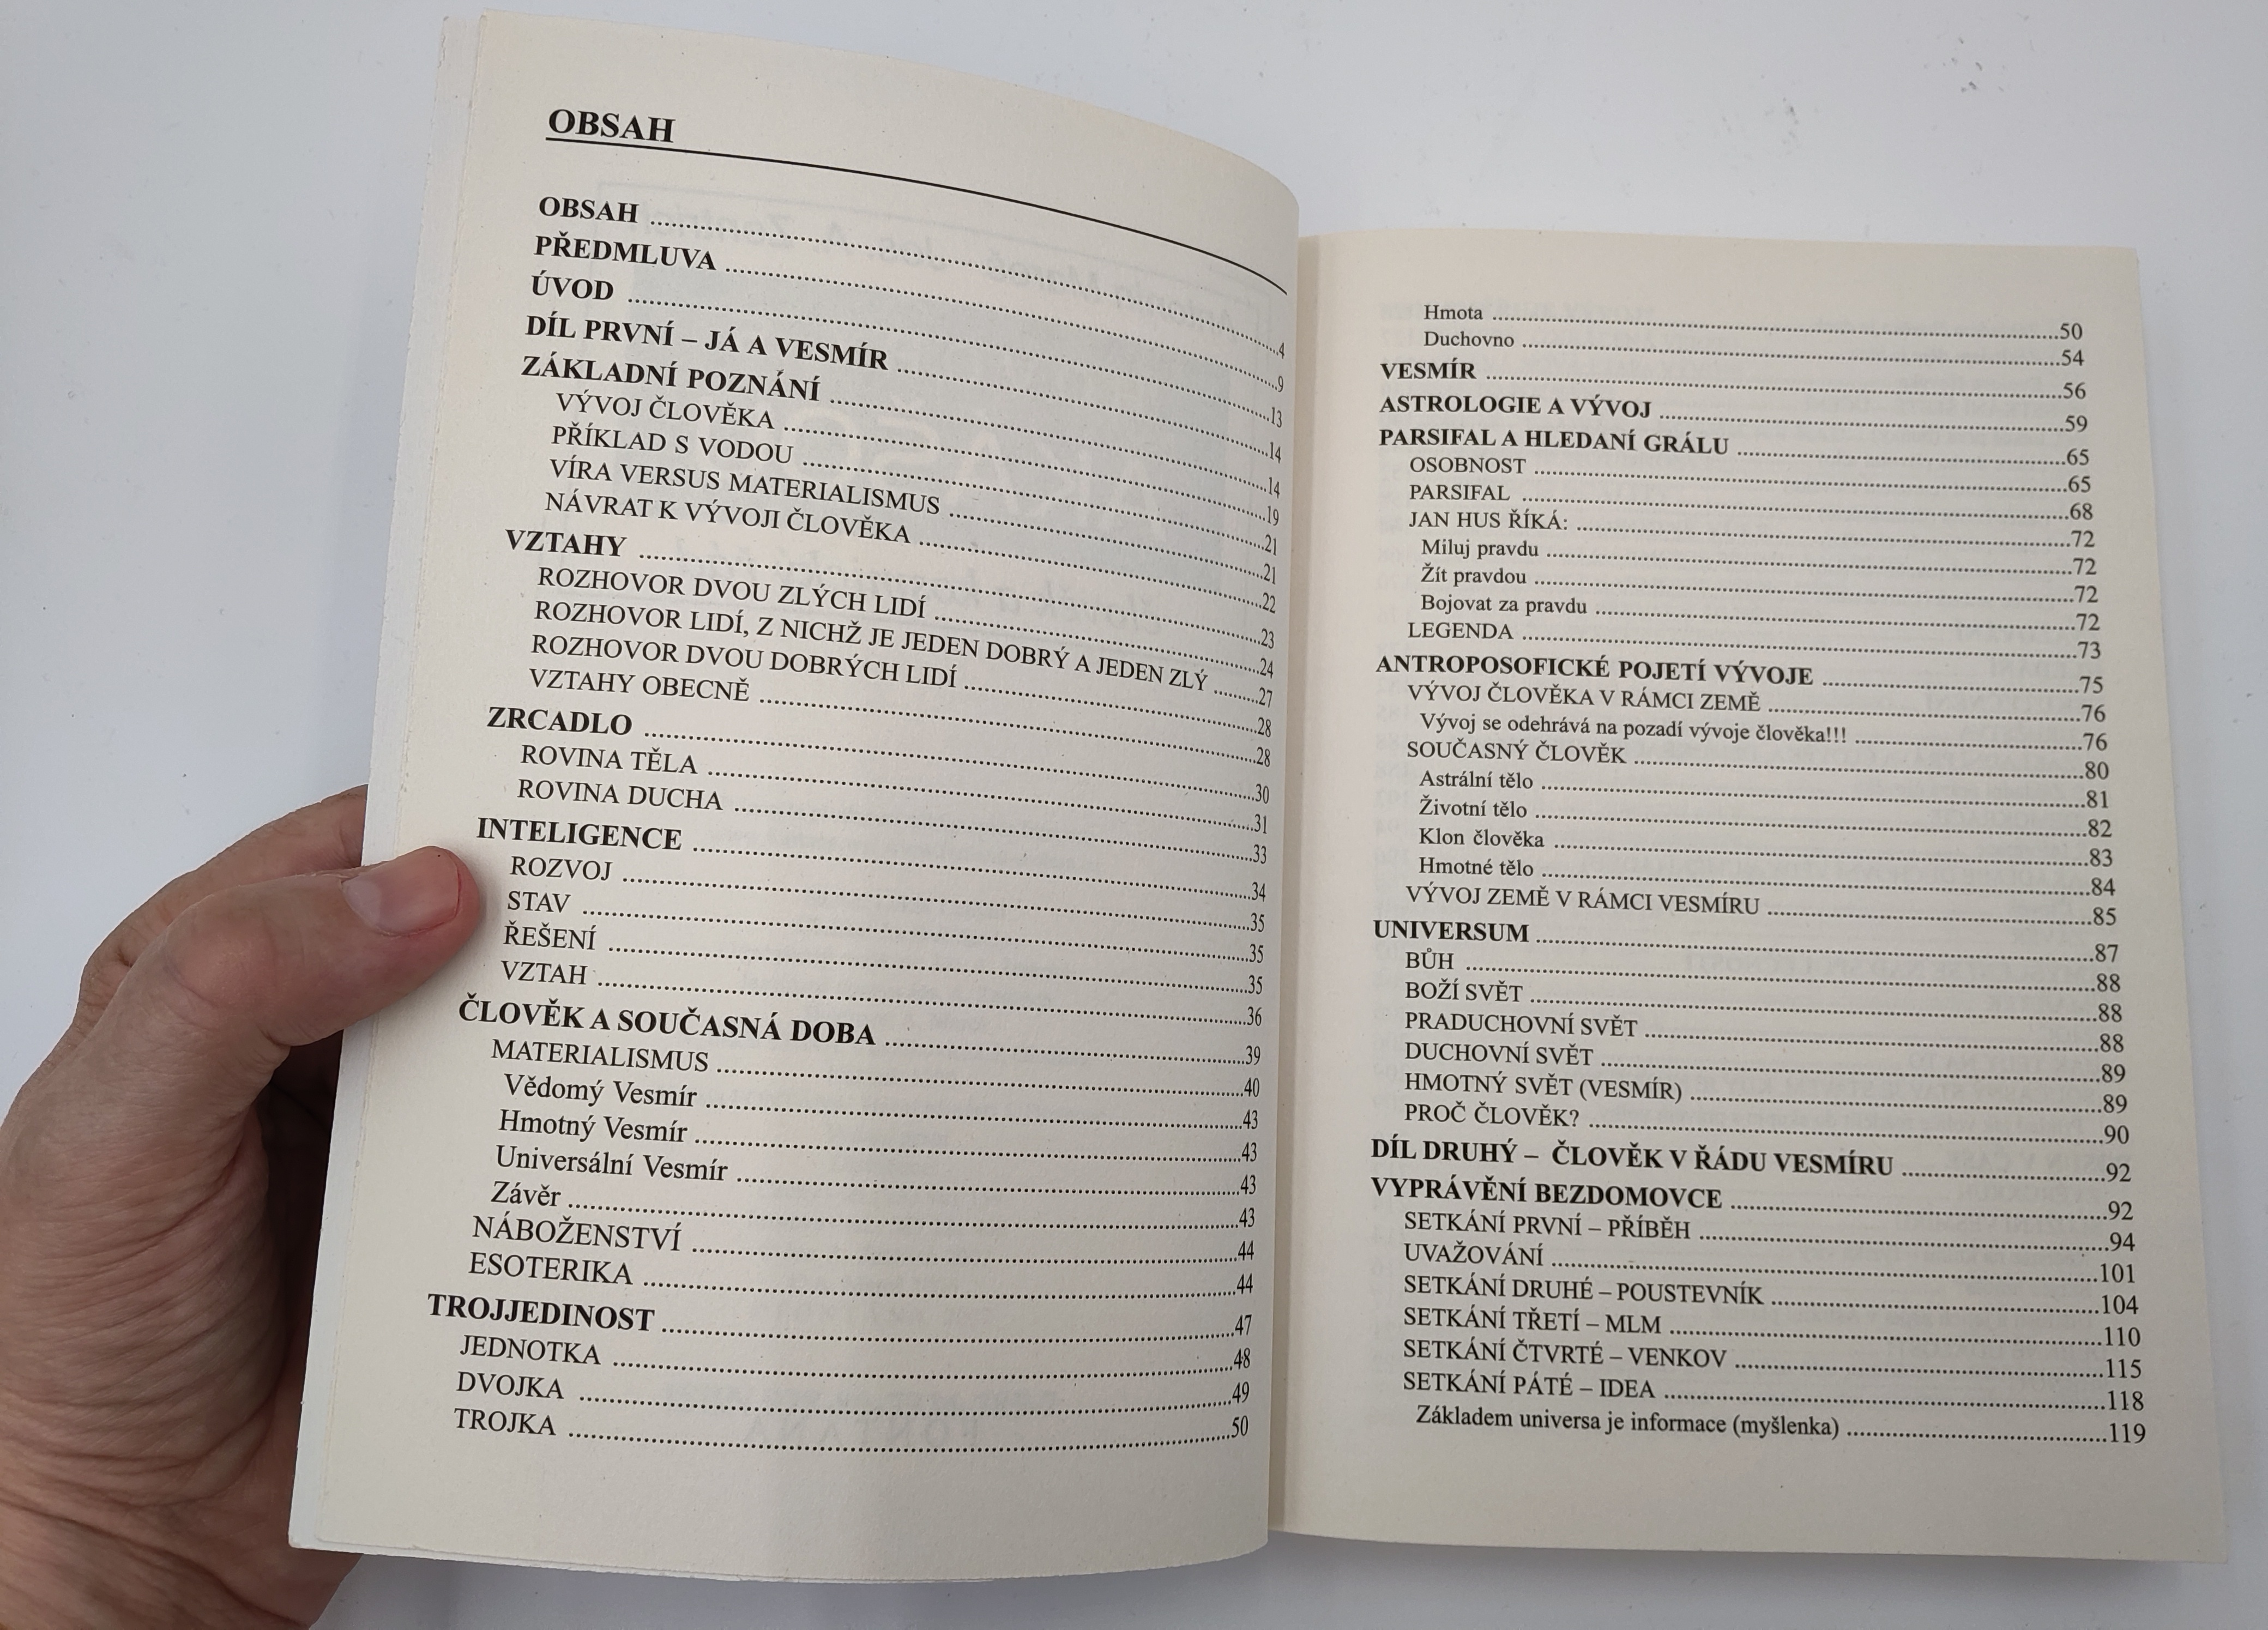 OBSAH
OBSAH ..... 4
PŘEDMLUVA ..... 9
ÚVOD ..... 13
DÍL PRVNÍ – JÁ A VESMÍR ..... 14
ZÁKLADNÍ POZNÁNÍ ..... 14
VÝVOJ ČLOVĚKA ..... 19
PŘÍKLAD S VODOU ..... 21
VÍRA VERSUS MATERIALISMUS ..... 21
NÁVRAT K VÝVOJI ČLOVĚKA ..... 22
VZTAHY ..... 23
ROZHOVOR DVOU ZLÝCH LIDÍ ..... 24
ROZHOVOR LIDÍ, Z NICHŽ JE JEDEN DOBRÝ A JEDEN ZLÝ ..... 27
ROZHOVOR DVOU DOBRÝCH LIDÍ ..... 28
VZTAHY OBECNĚ ..... 28
ZRCADLO ..... 30
ROVINA TĚLA ..... 31
ROVINA DUCHA ..... 33
INTELIGENCE ..... 34
ROZVOJ ..... 35
STAV ..... 35
ŘEŠENÍ ..... 35
VZTAH ..... 36
ČLOVĚK A SOUČASNÁ DOBA ..... 39
MATERIALISMUS ..... 40
Vědomý Vesmír ..... 43
Hmotný Vesmír ..... 43
Universální Vesmír ..... 43
Závěr ..... 43
NÁBOŽENSTVÍ ..... 44
ESOTERIKA ..... 44
TROJJEDINOST ..... 47
JEDNOTKA ..... 48
DVOJKA ..... 49
TROJKA ..... 50
Hmota ..... 50
Duchovno ..... 54
VESMÍR ..... 56
ASTROLOGIE A VÝVOJ ..... 59
PARSIFAL A HLEDANÍ GRÁLU ..... 65
OSOBNOST ..... 65
PARSIFAL ..... 68
JAN HUS ŘÍKÁ: ..... 72
Miluj pravdu ..... 72
Žít pravdou ..... 72
Bojovat za pravdu ..... 72
LEGENDA ..... 73
ANTROPOSOFICKÉ POJETÍ VÝVOJE ..... 75
VÝVOJ ČLOVĚKA V RÁMCI ZEMĚ ..... 76
Vývoj se odehrává na pozadí vývoje člověka!!! ..... 76
SOUČASNÝ ČLOVĚK ..... 80
Astrální tělo ..... 81
Životní tělo ..... 82
Klon člověka ..... 83
Hmotné tělo ..... 84
VÝVOJ ZEMĚ V RÁMCI VESMÍRU ..... 85
UNIVERSUM ..... 87
BŮH ..... 88
BOŽÍ SVĚT ..... 88
PRADUCHOVNÍ SVĚT ..... 88
DUCHOVNÍ SVĚT ..... 89
HMOTNÝ SVĚT (VESMÍR) ..... 89
PROČ ČLOVĚK? ..... 90
DÍL DRUHÝ – ČLOVĚK V ŘÁDU VESMÍRU ..... 92
VYPRÁVĚNÍ BEZDOMOVCE ..... 92
SETKÁNÍ PRVNÍ – PŘÍBĚH ..... 94
UVAŽOVÁNÍ ..... 101
SETKÁNÍ DRUHÉ – POUSTEVNÍK ..... 104
SETKÁNÍ TŘETÍ – MLM ..... 110
SETKÁNÍ ČTVRTÉ – VENKOV ..... 115
SETKÁNÍ PÁTÉ – IDEA ..... 118
Základem universa je informace (myšlenka) ..... 119